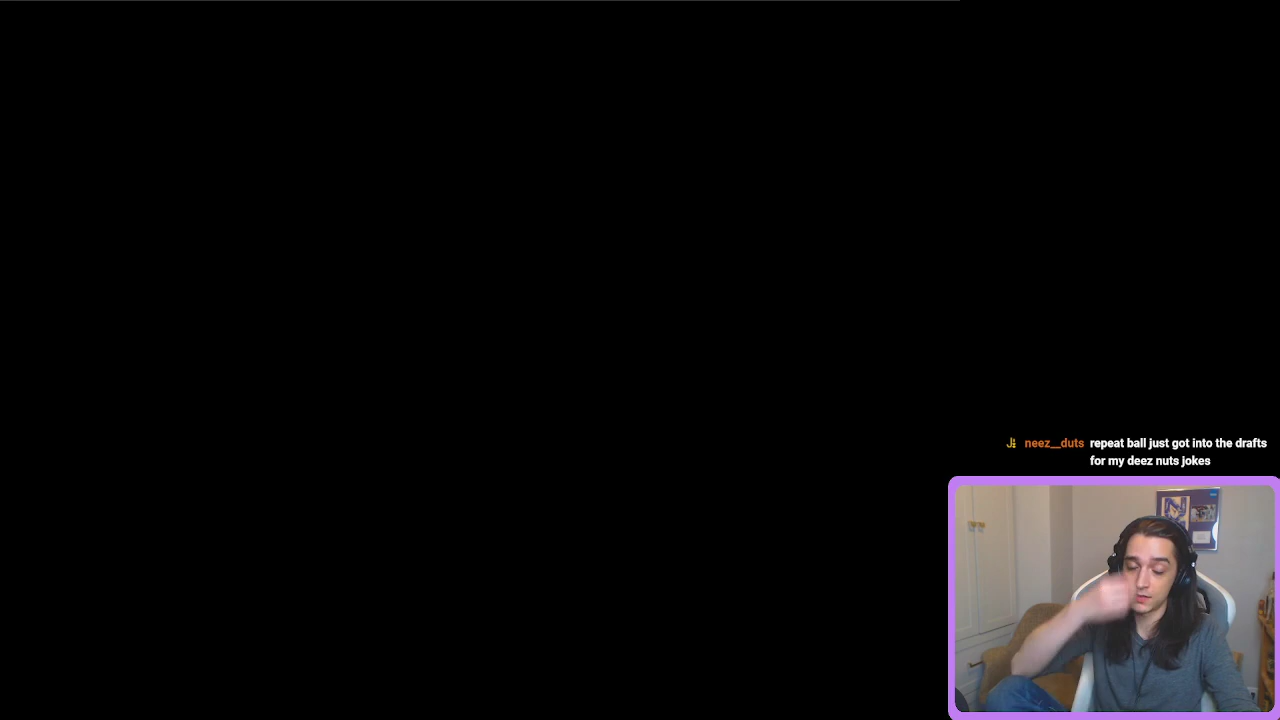 neez__duts repeat ball just got into the drafts
for my deez nuts jokes